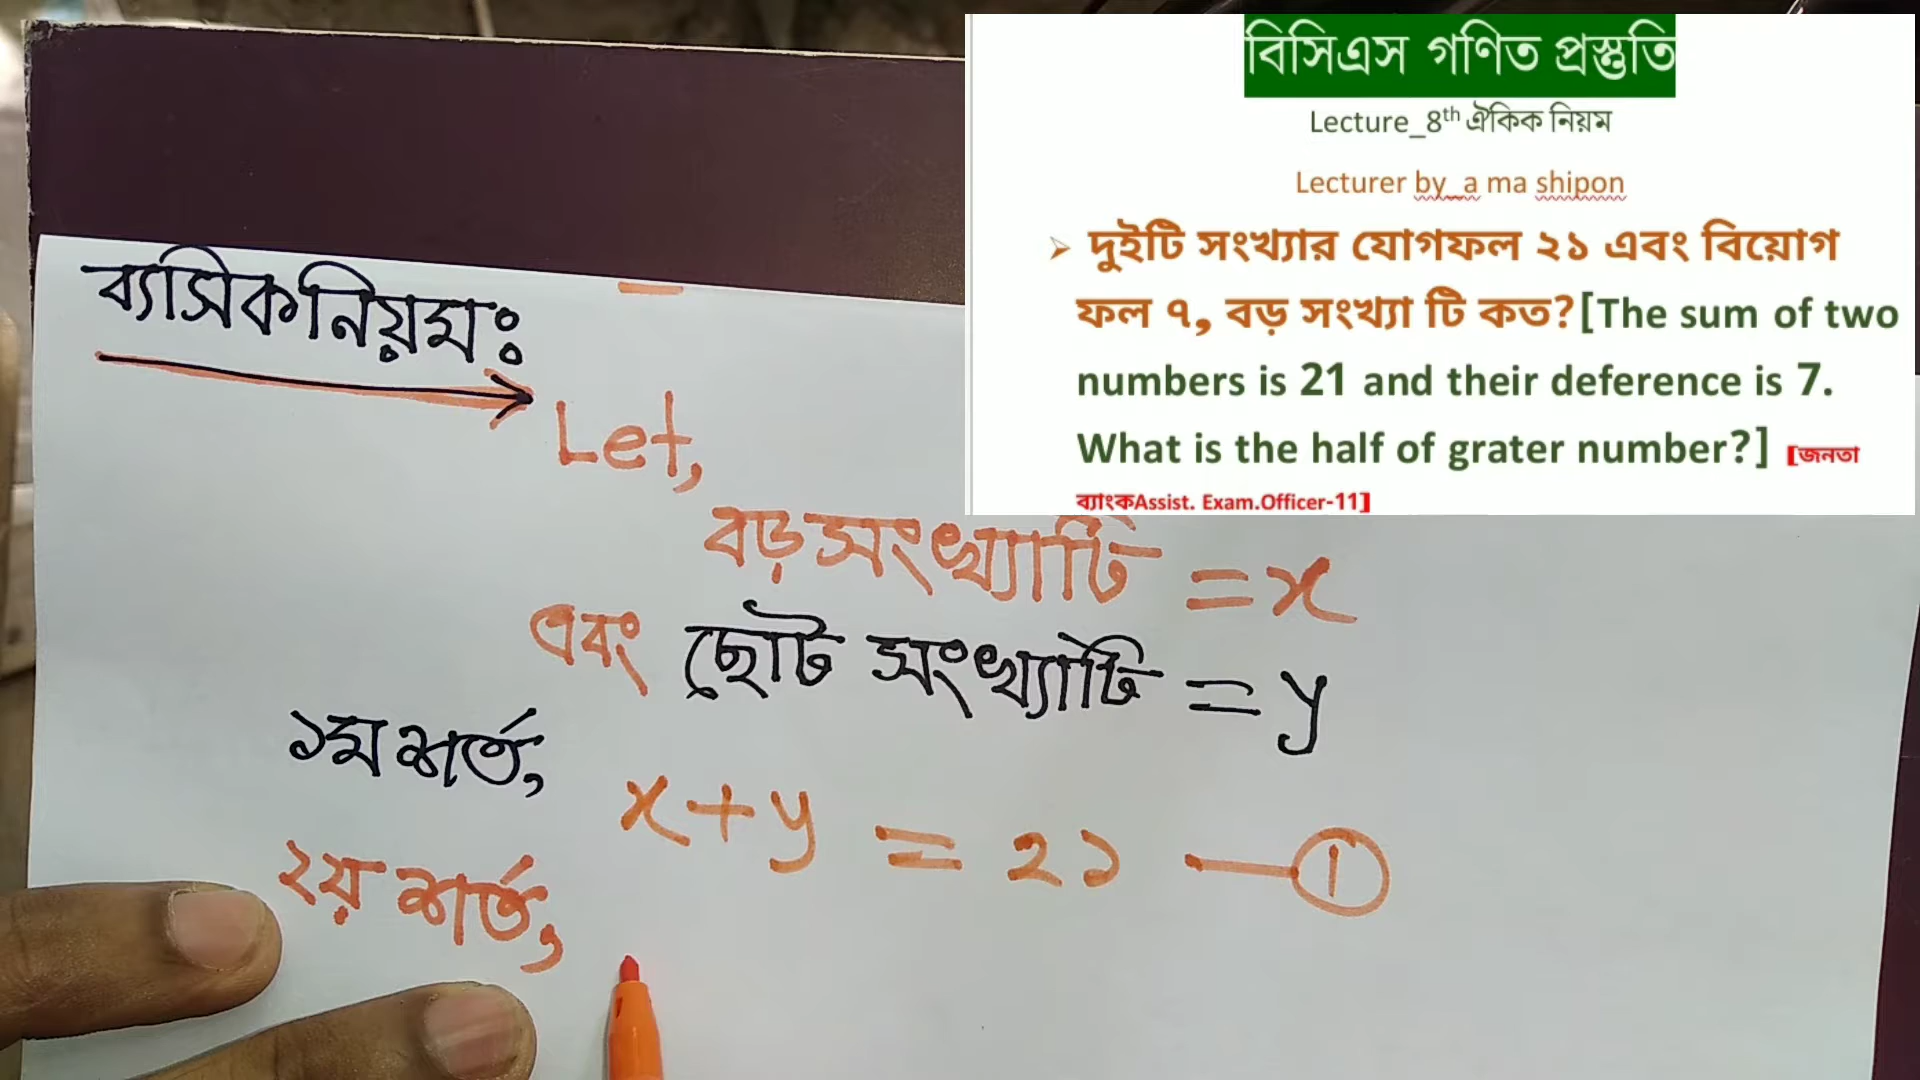 বিসিএস গণিত প্রস্তুতি
Lecture_8th ঐকিক নিয়ম
Lecturer by_a ma shipon
➢ দুইটি সংখ্যার যোগফল ২১ এবং বিয়োগ
ফল ৭, বড় সংখ্যা টি কত?[The sum of two
numbers is 21 and their deference is 7.
What is the half of grater number?] [জনতা
ব্যাংকAssist. Exam.Officer-11]
ব্যসিকনিয়মঃ
Let,
বড় সংখ্যাটি = x
এবং ছোট সংখ্যাটি = y
১ম শর্ত,
x+y = ২১ — ①
২য় শর্ত,